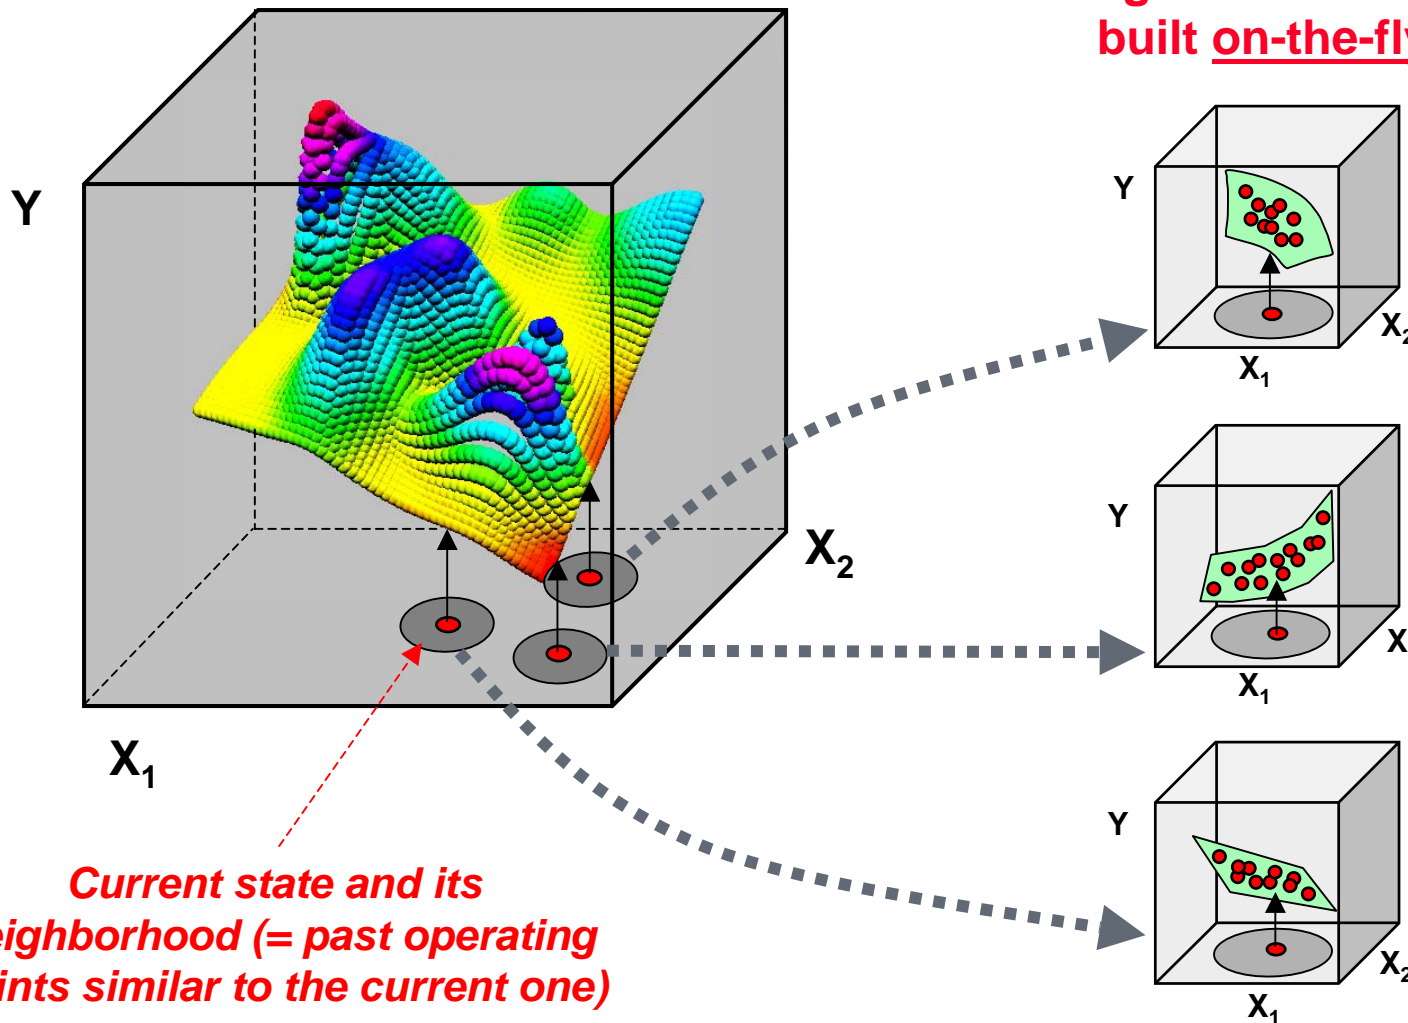 built on-the-fly
Y
X₂
X₁
Current state and its
eighborhood (= past operating
ints similar to the current one)
Y
X₂
X₁
Y
X
X₁
Y
X₂
X₁